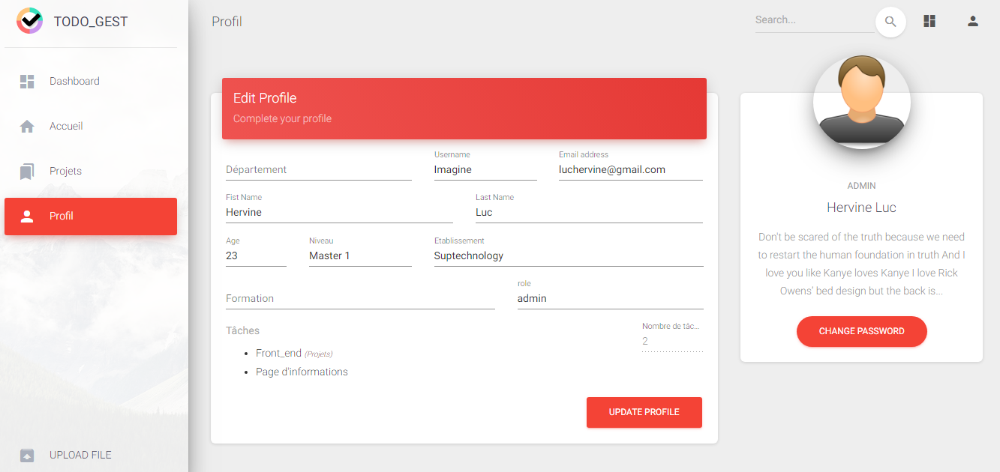 TODO_GEST
Dashboard
Accueil
Projets
Profil
UPLOAD FILE
Profil
Search...
Edit Profile
Complete your profile
Département
Username
Imagine
Email address
luchervine@gmail.com
Fist Name
Hervine
Last Name
Luc
Age
23
Niveau
Master 1
Etablissement
Suptechnology
Formation
role
admin
Tâches
Nombre de tâc...
2
Front_end (Projets)
Page d'informations
UPDATE PROFILE
ADMIN
Hervine Luc
Don't be scared of the truth because we need
to restart the human foundation in truth And I
love you like Kanye loves Kanye I love Rick
Owens’ bed design but the back is...
CHANGE PASSWORD